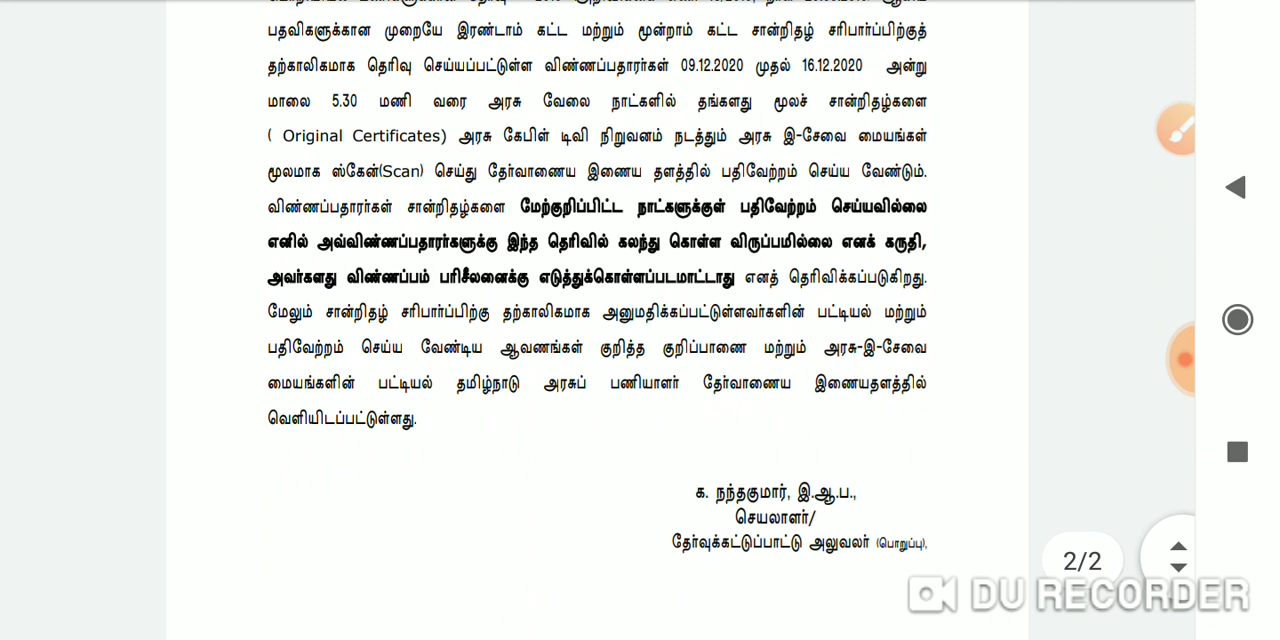 பதவிகளுக்கான முறையே இரண்டாம் கட்ட மற்றும் மூன்றாம் கட்ட சான்றிதழ் சரிபார்ப்பிற்குத்
தற்காலிகமாக தெரிவு செய்யப்பட்டுள்ள விண்ணப்பதாரர்கள் 09.12.2020 முதல் 16.12.2020 அன்று
மாலை 5.30 மணி வரை அரசு வேலை நாட்களில் தங்களது மூலச் சான்றிதழ்களை
( Original Certificates) அரசு கேபிள் டிவி நிறுவனம் நடத்தும் அரசு இ-சேவை மையங்கள்
மூலமாக ஸ்கேன்(Scan) செய்து தேர்வாணைய இணைய தளத்தில் பதிவேற்றம் செய்ய வேண்டும்.
விண்ணப்பதாரர்கள் சான்றிதழ்களை மேற்குறிப்பிட்ட நாட்களுக்குள் பதிவேற்றம் செய்யவில்லை
எனில் அவ்விண்ணப்பதாரர்களுக்கு இந்த தெரிவில் கலந்து கொள்ள விருப்பமில்லை எனக் கருதி,
அவர்களது விண்ணப்பம் பரிசீலனைக்கு எடுத்துக்கொள்ளப்படமாட்டாது எனத் தெரிவிக்கப்படுகிறது.
மேலும் சான்றிதழ் சரிபார்ப்பிற்கு தற்காலிகமாக அனுமதிக்கப்பட்டுள்ளவர்களின் பட்டியல் மற்றும்
பதிவேற்றம் செய்ய வேண்டிய ஆவணங்கள் குறித்த குறிப்பாணை மற்றும் அரசு-இ-சேவை
மையங்களின் பட்டியல் தமிழ்நாடு அரசுப் பணியாளர் தேர்வாணைய இணையதளத்தில்
வெளியிடப்பட்டுள்ளது.
க. நந்தகுமார், இ.ஆ.ப.,
செயலாளர்/
தேர்வுக்கட்டுப்பாட்டு அலுவலர் (பொறுப்பு),
2/2
DU RECORDER